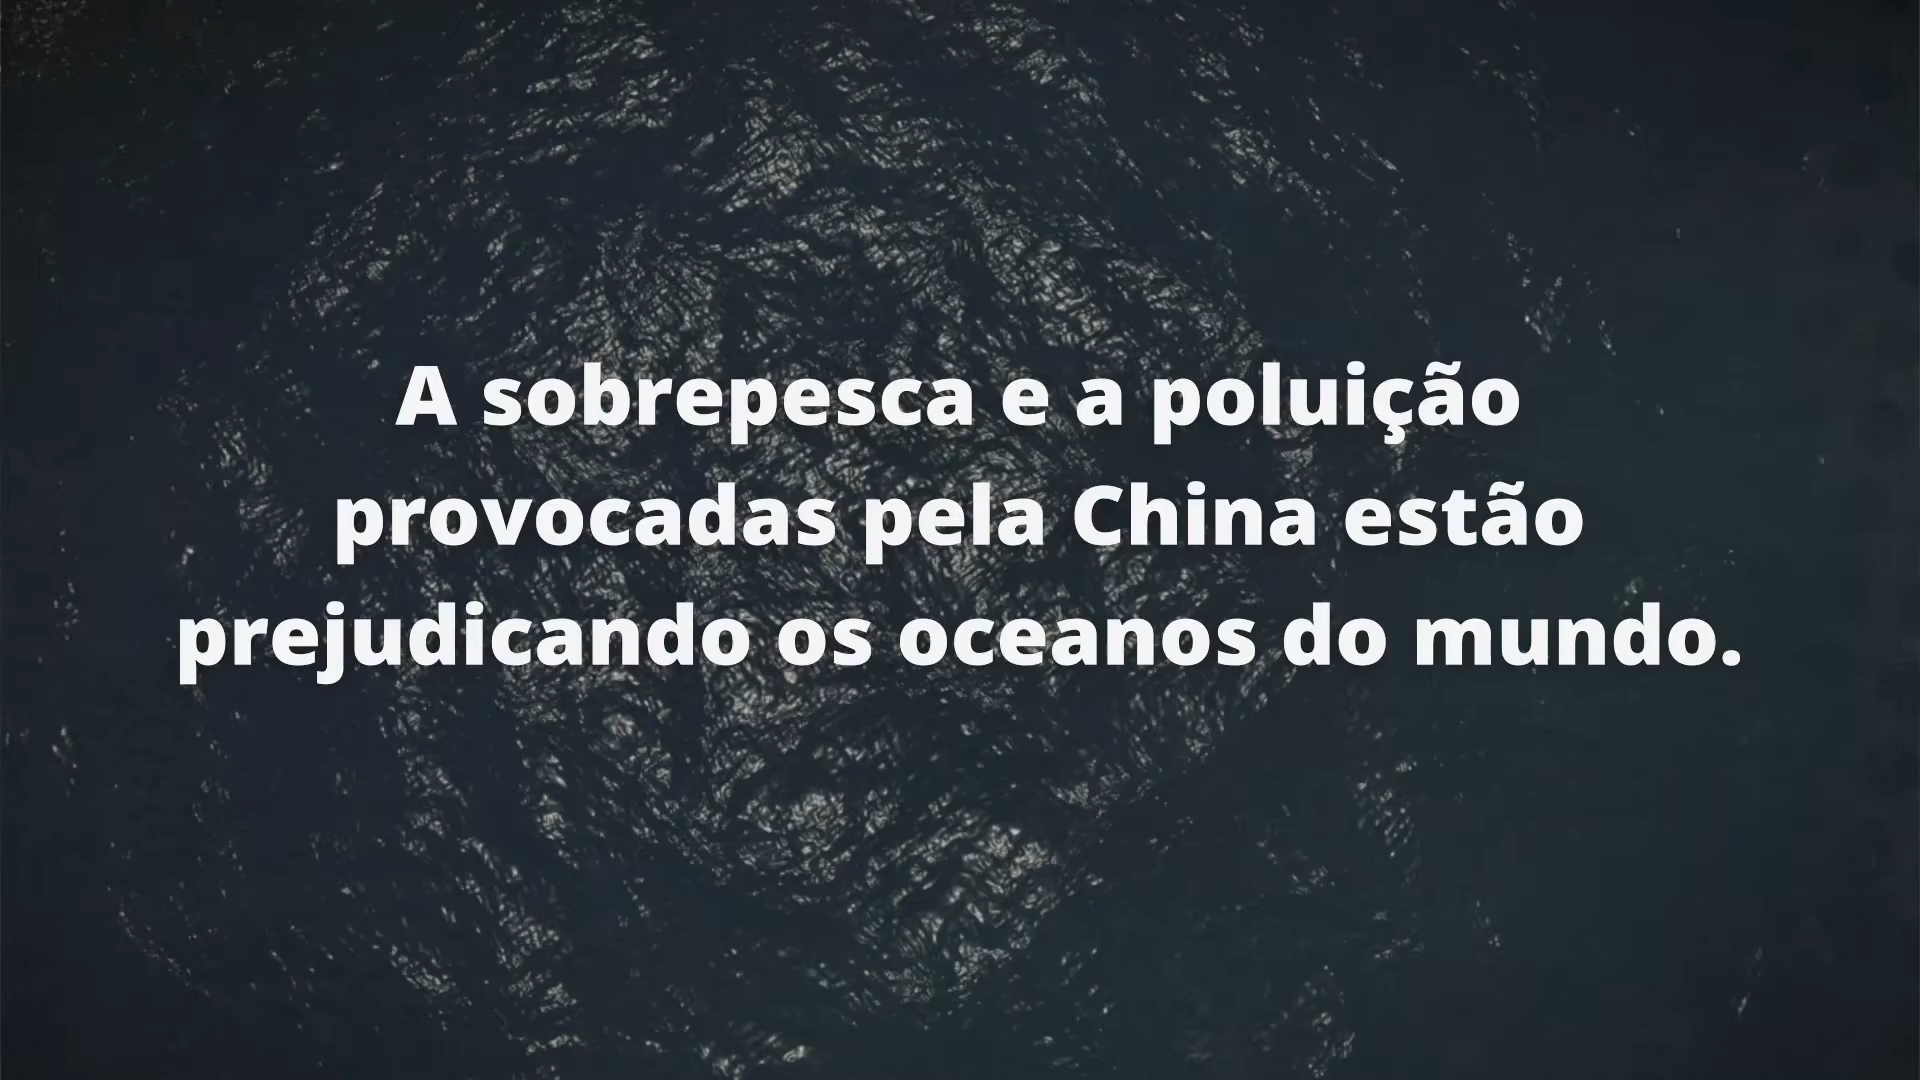 A sobrepesca e a poluição
provocadas pela China estão
prejudicando os oceanos do mundo.